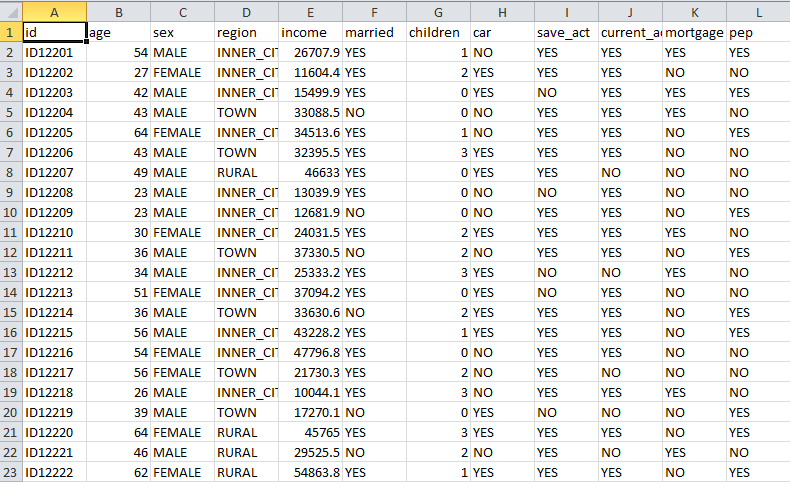 A B C D E F G H I J K L
1 id age sex region income married children car save_act current_a mortgage pep
2 ID12201 54 MALE INNER_CI 26707.9 YES 1 NO YES YES YES YES
3 ID12202 27 FEMALE INNER_CI 11604.4 YES 2 YES YES YES NO NO
4 ID12203 42 MALE INNER_CI 15499.9 YES 0 YES NO YES YES YES
5 ID12204 43 MALE TOWN 33088.5 NO 0 NO YES YES YES NO
6 ID12205 64 FEMALE INNER_CI 34513.6 YES 1 NO YES YES NO YES
7 ID12206 43 MALE TOWN 32395.5 YES 3 YES YES YES NO NO
8 ID12207 49 MALE RURAL 46633 YES 0 YES YES NO NO NO
9 ID12208 23 MALE INNER_CI 13039.9 YES 0 NO NO YES NO NO
10 ID12209 23 MALE INNER_CI 12681.9 NO 0 NO YES YES NO YES
11 ID12210 30 FEMALE INNER_CI 24031.5 YES 2 YES YES YES YES NO
12 ID12211 36 MALE TOWN 37330.5 NO 2 NO YES YES NO YES
13 ID12212 34 MALE INNER_CI 25333.2 YES 3 YES NO NO YES NO
14 ID12213 51 FEMALE INNER_CI 37094.2 YES 0 YES NO YES NO NO
15 ID12214 36 MALE TOWN 33630.6 NO 2 YES YES YES NO YES
16 ID12215 56 MALE INNER_CI 43228.2 YES 1 YES YES YES NO YES
17 ID12216 54 FEMALE INNER_CI 47796.8 YES 0 NO YES YES NO NO
18 ID12217 56 FEMALE TOWN 21730.3 YES 2 NO YES NO NO NO
19 ID12218 26 MALE INNER_CI 10044.1 YES 3 NO YES YES YES NO
20 ID12219 39 MALE TOWN 17270.1 NO 0 YES NO NO NO YES
21 ID12220 64 FEMALE RURAL 45765 YES 3 YES YES YES NO YES
22 ID12221 46 MALE RURAL 29525.5 NO 2 NO YES NO YES NO
23 ID12222 62 FEMALE RURAL 54863.8 YES 1 YES YES YES NO YES